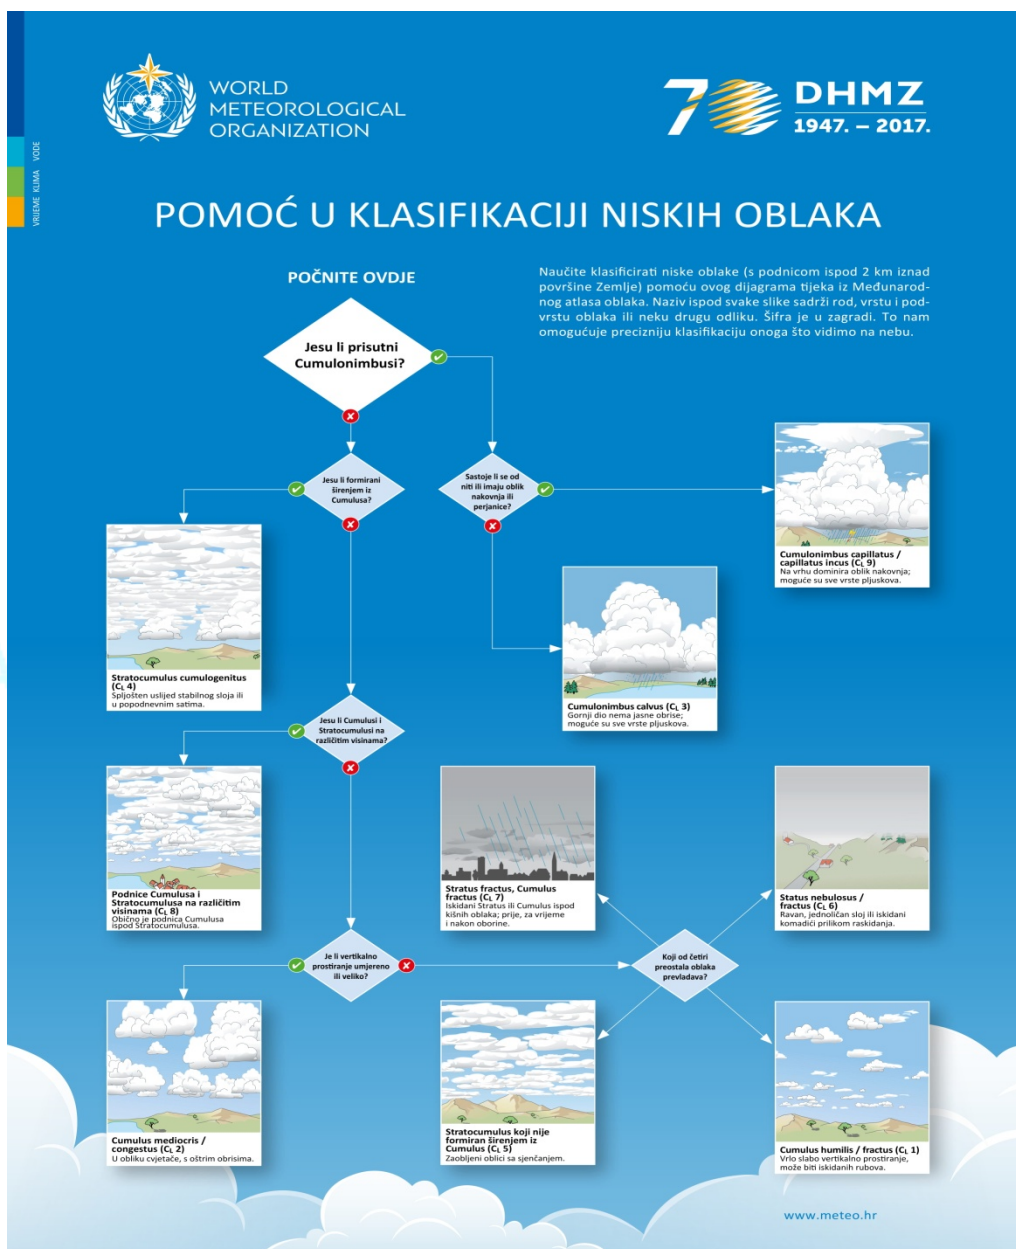 WORLD
METEOROLOGICAL
ORGANIZATION
70 DHMZ
1947. – 2017.
VRIJEME KLIMA VODE
POMOĆ U KLASIFIKACIJI NISKIH OBLAKA
POČNITE OVDJE
Naučite klasificirati niske oblake (s podnicom ispod 2 km iznad
površine Zemlje) pomoću ovog dijagrama tijeka iz Međunarod-
nog atlasa oblaka. Naziv ispod svake slike sadrži rod, vrstu i pod-
vrstu oblaka ili neku drugu odliku. Šifra je u zagradi. To nam
omogućuje precizniju klasifikaciju onoga što vidimo na nebu.
Jesu li prisutni
Cumulonimbusi?
Jesu li formirani
širenjem iz
Cumulusa?
Sastoje li se od
niti ili imaju oblik
nakovnja ili
perjanice?
Cumulonimbus capillatus /
capillatus incus (CL 9)
Na vrhu dominira oblik nakovnja;
moguće su sve vrste pljuskova.
Stratocumulus cumulogenitus
(CL 4)
Spljošten uslijed stabilnog sloja ili
u popodnevnim satima.
Cumulonimbus calvus (CL 3)
Gornji dio nema jasne obrise;
moguće su sve vrste pljuskova.
Jesu li Cumulusi i
Stratocumulusi na
različitim visinama?
Podnice Cumulusa i
Stratocumulusa na različitim
visinama (CL 8)
Obično je podnica Cumulusa
ispod Stratocumulusa.
Stratus fractus, Cumulus
fractus (CL 7)
Iskidani Stratus ili Cumulus ispod
kišnih oblaka; prije, za vrijeme
i nakon oborine.
Status nebulosus /
fractus (CL 6)
Ravan, jednoličan sloj ili iskidani
komadići prilikom raskidanja.
Je li vertikalno
prostiranje umjereno
ili veliko?
Koji od četiri
preostala oblaka
prevladava?
Cumulus mediocris /
congestus (CL 2)
U obliku cvjetače, s oštrim obrisima.
Stratocumulus koji nije
formiran širenjem iz
Cumulus (CL 5)
Zaobljeni oblici sa sjenčanjem.
Cumulus humilis / fractus (CL 1)
Vrlo slabo vertikalno prostiranje,
može biti iskidanih rubova.
www.meteo.hr